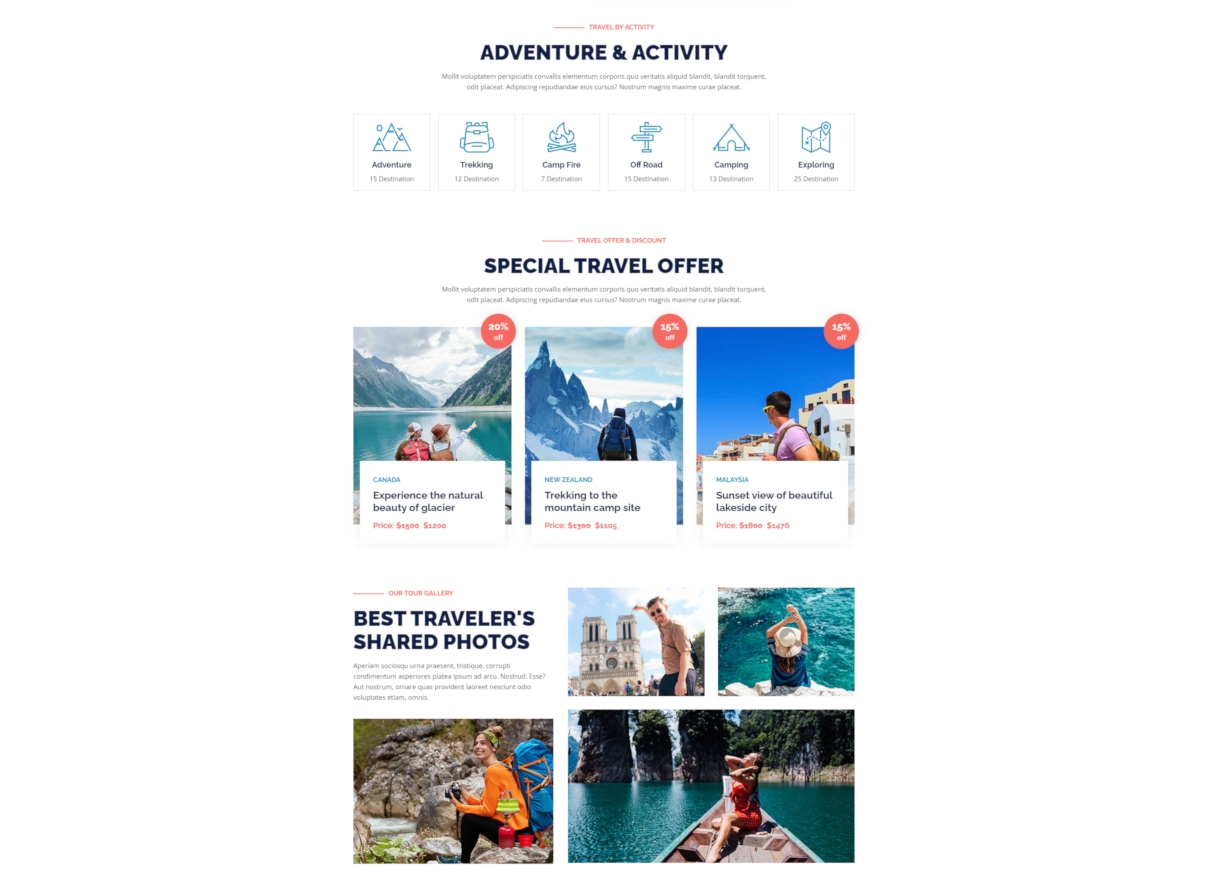 TRAVEL BY ACTIVITY
ADVENTURE & ACTIVITY
Mollit voluptatem perspiciatis convallis elementum corporis quo veritatis aliquid blandit, blandit torquent,
odit placeat. Adipiscing repudiandae eius cursus? Nostrum magnis maxime curae placeat.
Adventure
15 Destination
Trekking
12 Destination
Camp Fire
7 Destination
Off Road
15 Destination
Camping
13 Destination
Exploring
25 Destination
TRAVEL OFFER & DISCOUNT
SPECIAL TRAVEL OFFER
Mollit voluptatem perspiciatis convallis elementum corporis quo veritatis aliquid blandit, blandit torquent,
odit placeat. Adipiscing repudiandae eius cursus? Nostrum magnis maxime curae placeat.
20%
off
CANADA
Experience the natural
beauty of glacier
Price: $1500 $1200
15%
off
NEW ZEALAND
Trekking to the
mountain camp site
Price: $1300 $1105
15%
off
MALAYSIA
Sunset view of beautiful
lakeside city
Price: $1800 $1476
OUR TOUR GALLERY
BEST TRAVELER'S
SHARED PHOTOS
Aperiam sociosqu urna praesent, tristique, corrupti
condimentum asperiores platea ipsum ad arcu. Nostrud. Esse?
Aut nostrum, ornare quas provident laoreet nesciunt odio
voluptates etiam, omnis.